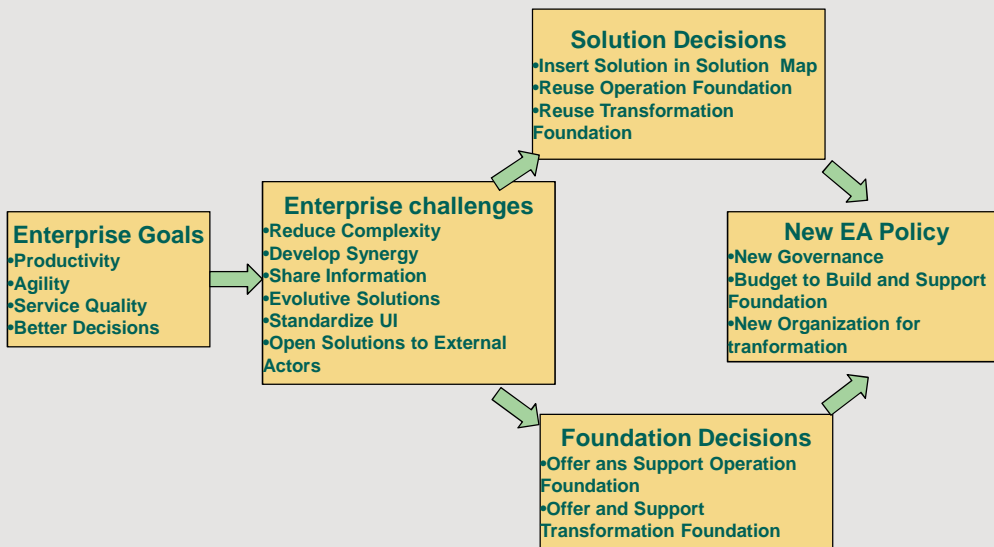 Enterprise Goals
•Productivity
•Agility
•Service Quality
•Better Decisions
Enterprise challenges
•Reduce Complexity
•Develop Synergy
•Share Information
•Evolutive Solutions
•Standardize UI
•Open Solutions to External
Actors
Solution Decisions
•Insert Solution in Solution Map
•Reuse Operation Foundation
•Reuse Transformation
Foundation
Foundation Decisions
•Offer ans Support Operation
Foundation
•Offer and Support
Transformation Foundation
New EA Policy
•New Governance
•Budget to Build and Support
Foundation
•New Organization for
tranformation